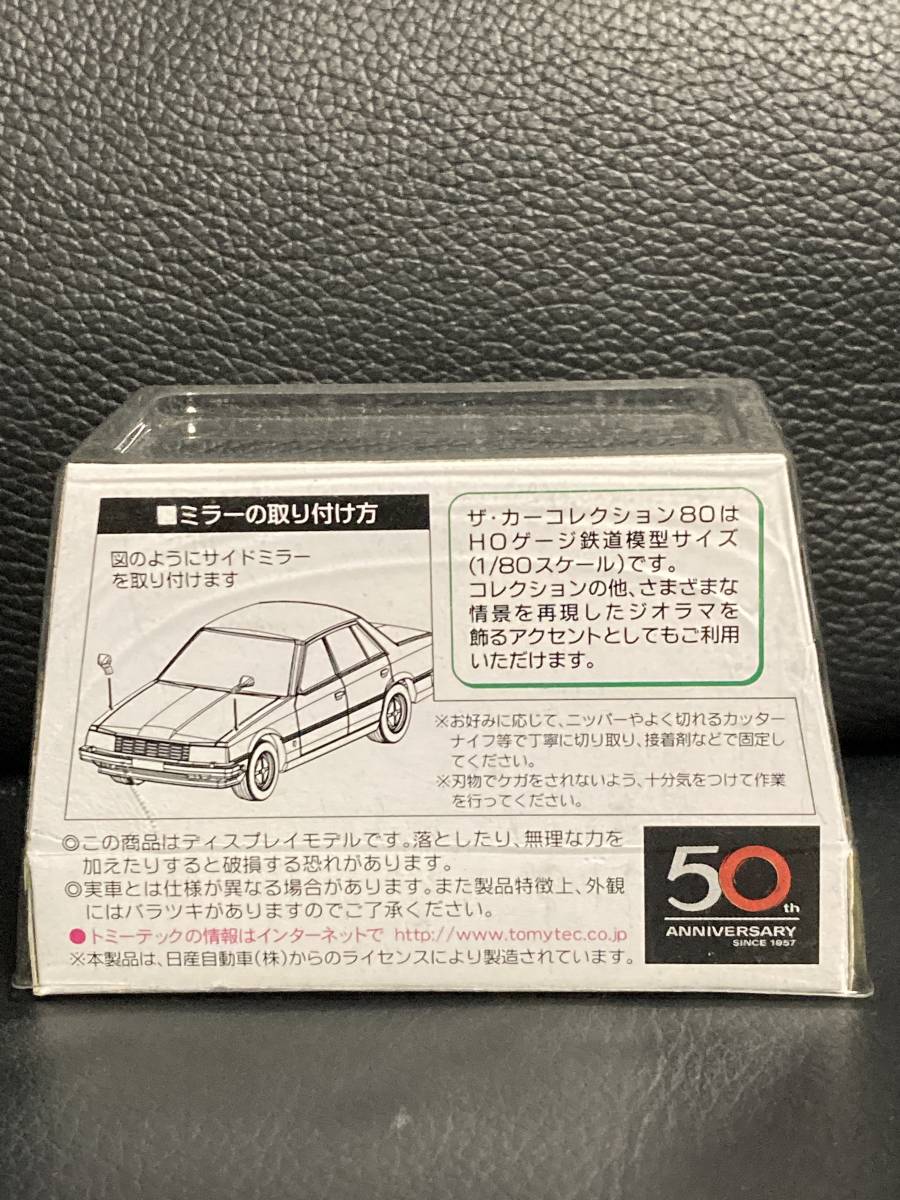 ■ミラーの取り付け方
図のようにサイドミラー
を取り付けます
ザ・カーコレクション80は
HOゲージ鉄道模型サイズ
(1/80スケール)です。
コレクションの他、さまざまな
情景を再現したジオラマを
飾るアクセントとしてもご利用
いただけます。
※お好みに応じて、ニッパーやよく切れるカッター
ナイフ等で丁寧に切り取り、接着剤などで固定し
てください。
※刃物でケガをされないよう、十分気をつけて作業
を行ってください。
◎この商品はディスプレイモデルです。落としたり、無理な力を
加えたりすると破損する恐れがあります。
◎実車とは仕様が異なる場合があります。また製品特徴上、外観
にはバラツキがありますのでご了承ください。
●トミーテックの情報はインターネットで http://www.tomytec.co.jp
※本製品は、日産自動車(株)からのライセンスにより製造されています。
50th
ANNIVERSARY
SINCE 1957